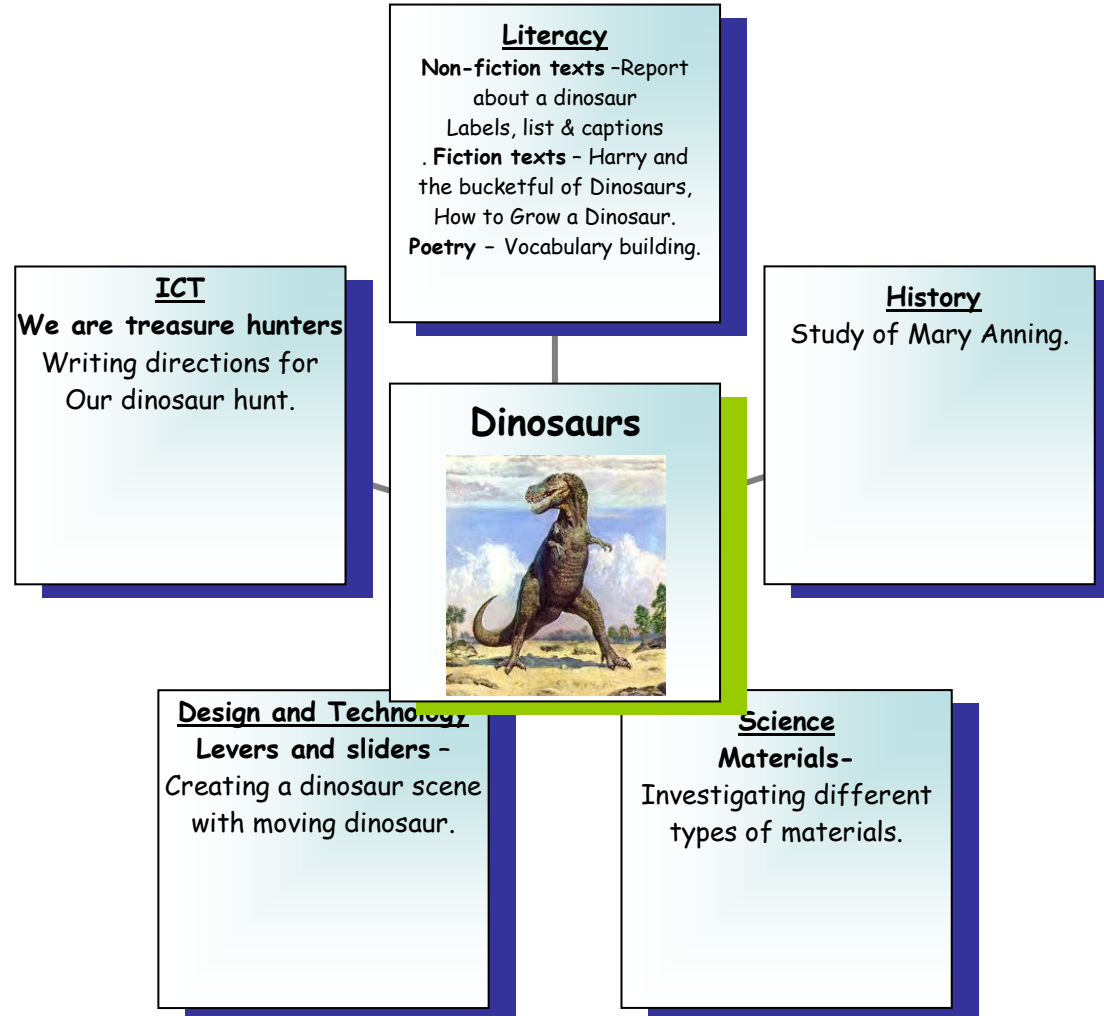 Literacy
Non-fiction texts –Report
about a dinosaur
Labels, list & captions
. Fiction texts – Harry and
the bucketful of Dinosaurs,
How to Grow a Dinosaur.
Poetry – Vocabulary building.
ICT
We are treasure hunters
Writing directions for
Our dinosaur hunt.
History
Study of Mary Anning.
Dinosaurs
Design and Technology
Levers and sliders –
Creating a dinosaur scene
with moving dinosaur.
Science
Materials-
Investigating different
types of materials.